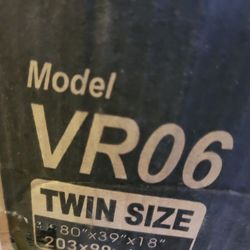 Model
VR06
TWIN SIZE
80"x39"x18"